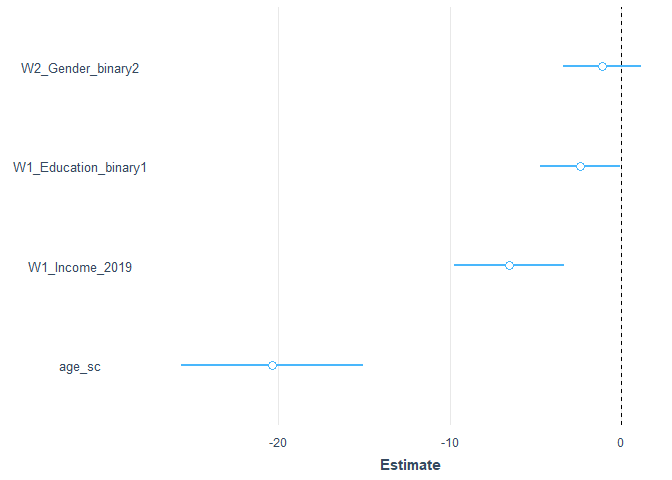 W2_Gender_binary2
W1_Education_binary1
W1_Income_2019
age_sc
-20 -10 0
Estimate